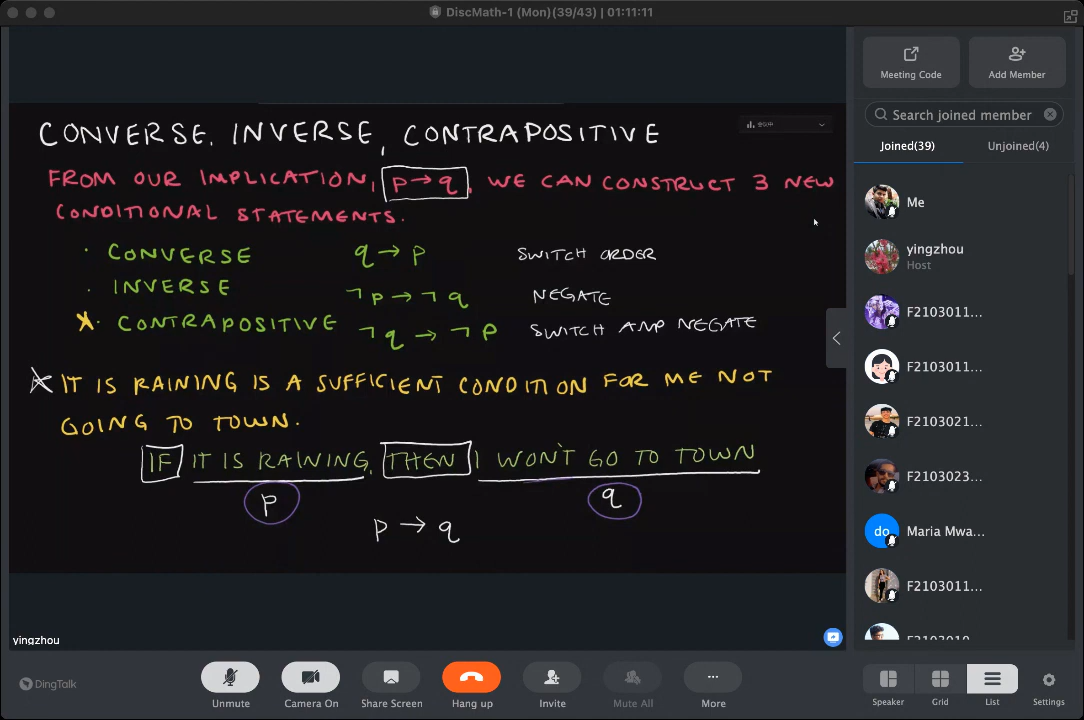 DiscMath-1 (Mon)(39/43) | 01:11:11
CONVERSE, INVERSE, CONTRAPOSITIVE
FROM OUR IMPLICATION, p→q, WE CAN CONSTRUCT 3 NEW
CONDITIONAL STATEMENTS.
· CONVERSE q→p SWITCH ORDER
· INVERSE ¬p→¬q NEGATE
· CONTRAPOSITIVE ¬q→¬p SWITCH AND NEGATE
IT IS RAINING IS A SUFFICIENT CONDITION FOR ME NOT
GOING TO TOWN.
IF IT IS RAINING, THEN I WON'T GO TO TOWN
p q
p→q
yingzhou
Meeting Code
Add Member
Search joined member
Joined(39)
Unjoined(4)
Me
yingzhou
Host
F2103011...
F2103011...
F2103021...
F2103023...
do Maria Mwa...
F2103011...
DingTalk
Unmute
Camera On
Share Screen
Hang up
Invite
Mute All
More
Speaker
Grid
List
Settings